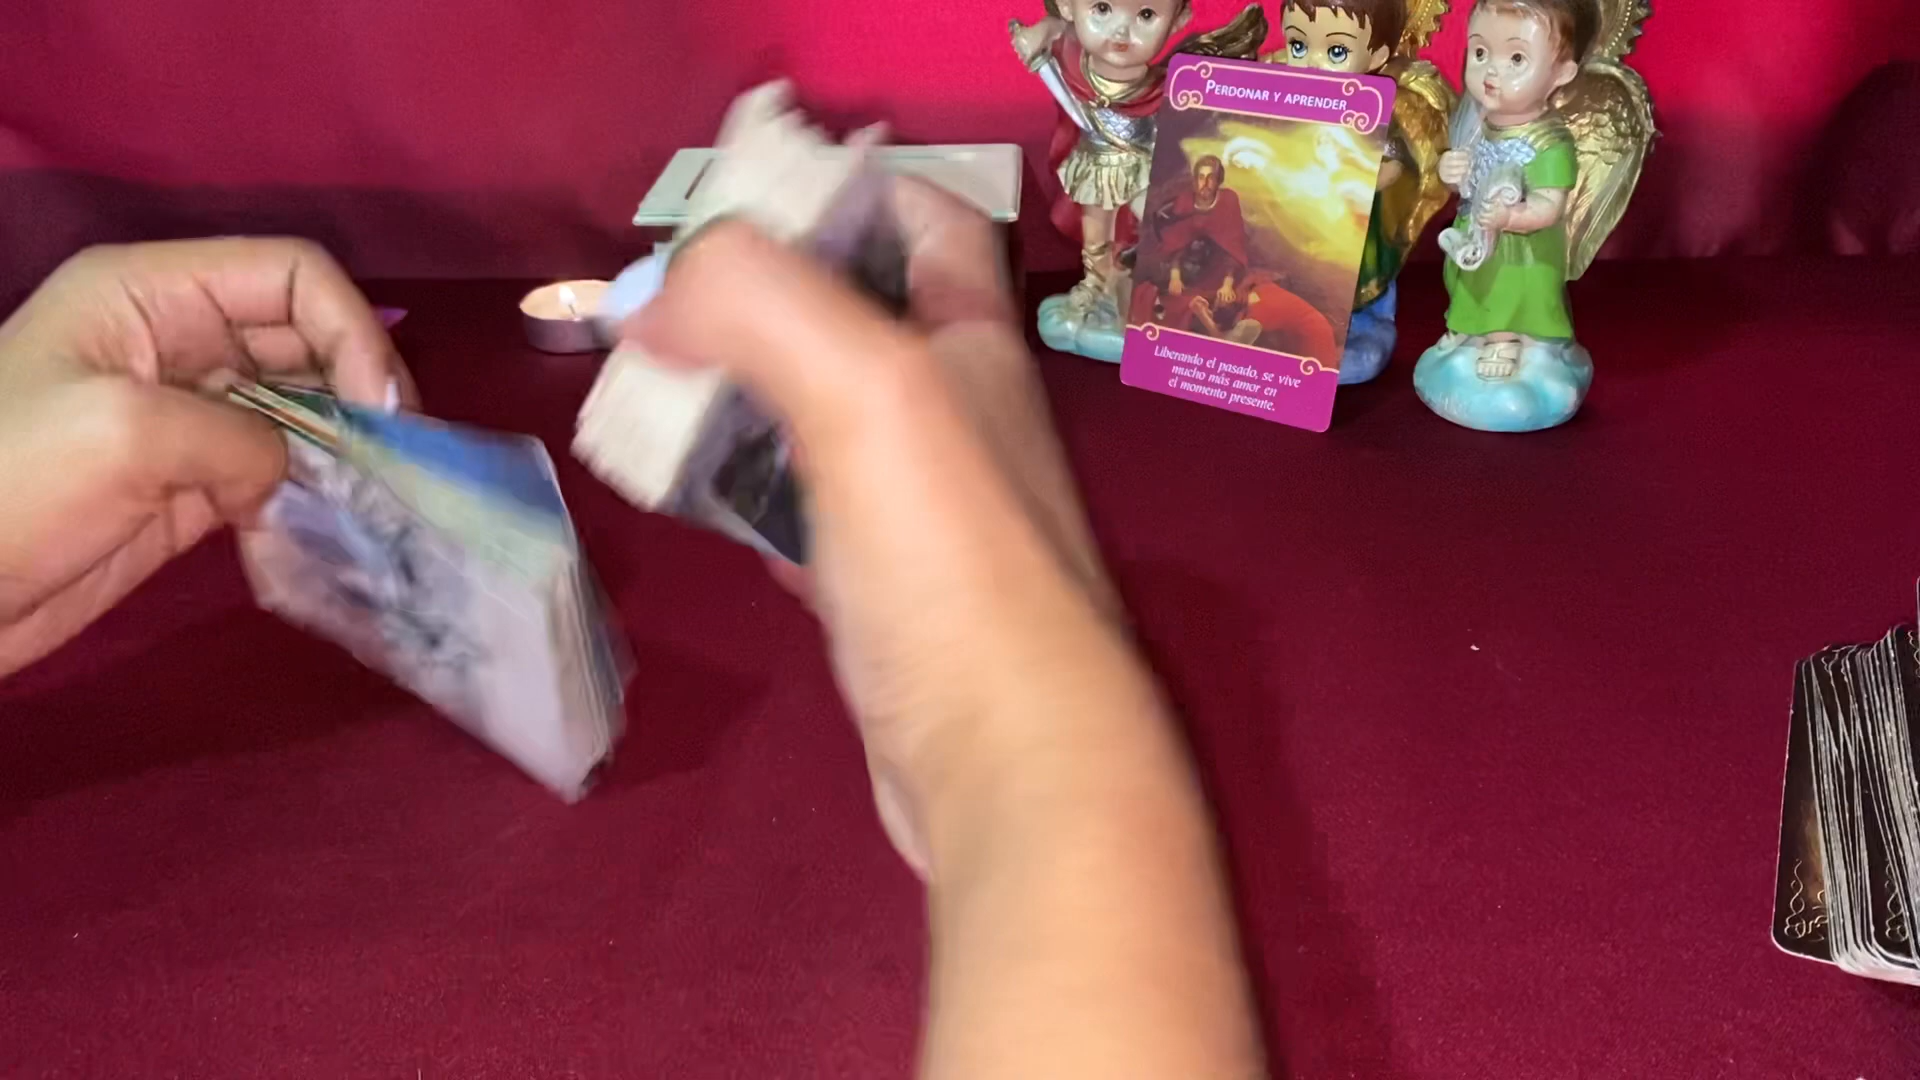 PERDONAR Y APRENDER
Liberando el pasado, se vive
mucho más amor en
el momento presente.